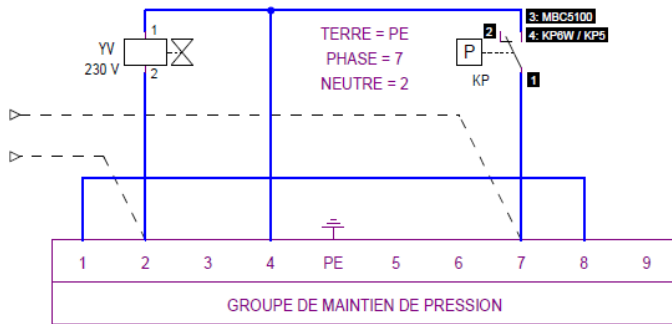 1
YV
230 V
2
TERRE = PE
PHASE = 7
NEUTRE = 2
2
P
KP
3: MBC5100
4: KP6W / KP5
1
1 2 3 4 PE 5 6 7 8 9
GROUPE DE MAINTIEN DE PRESSION